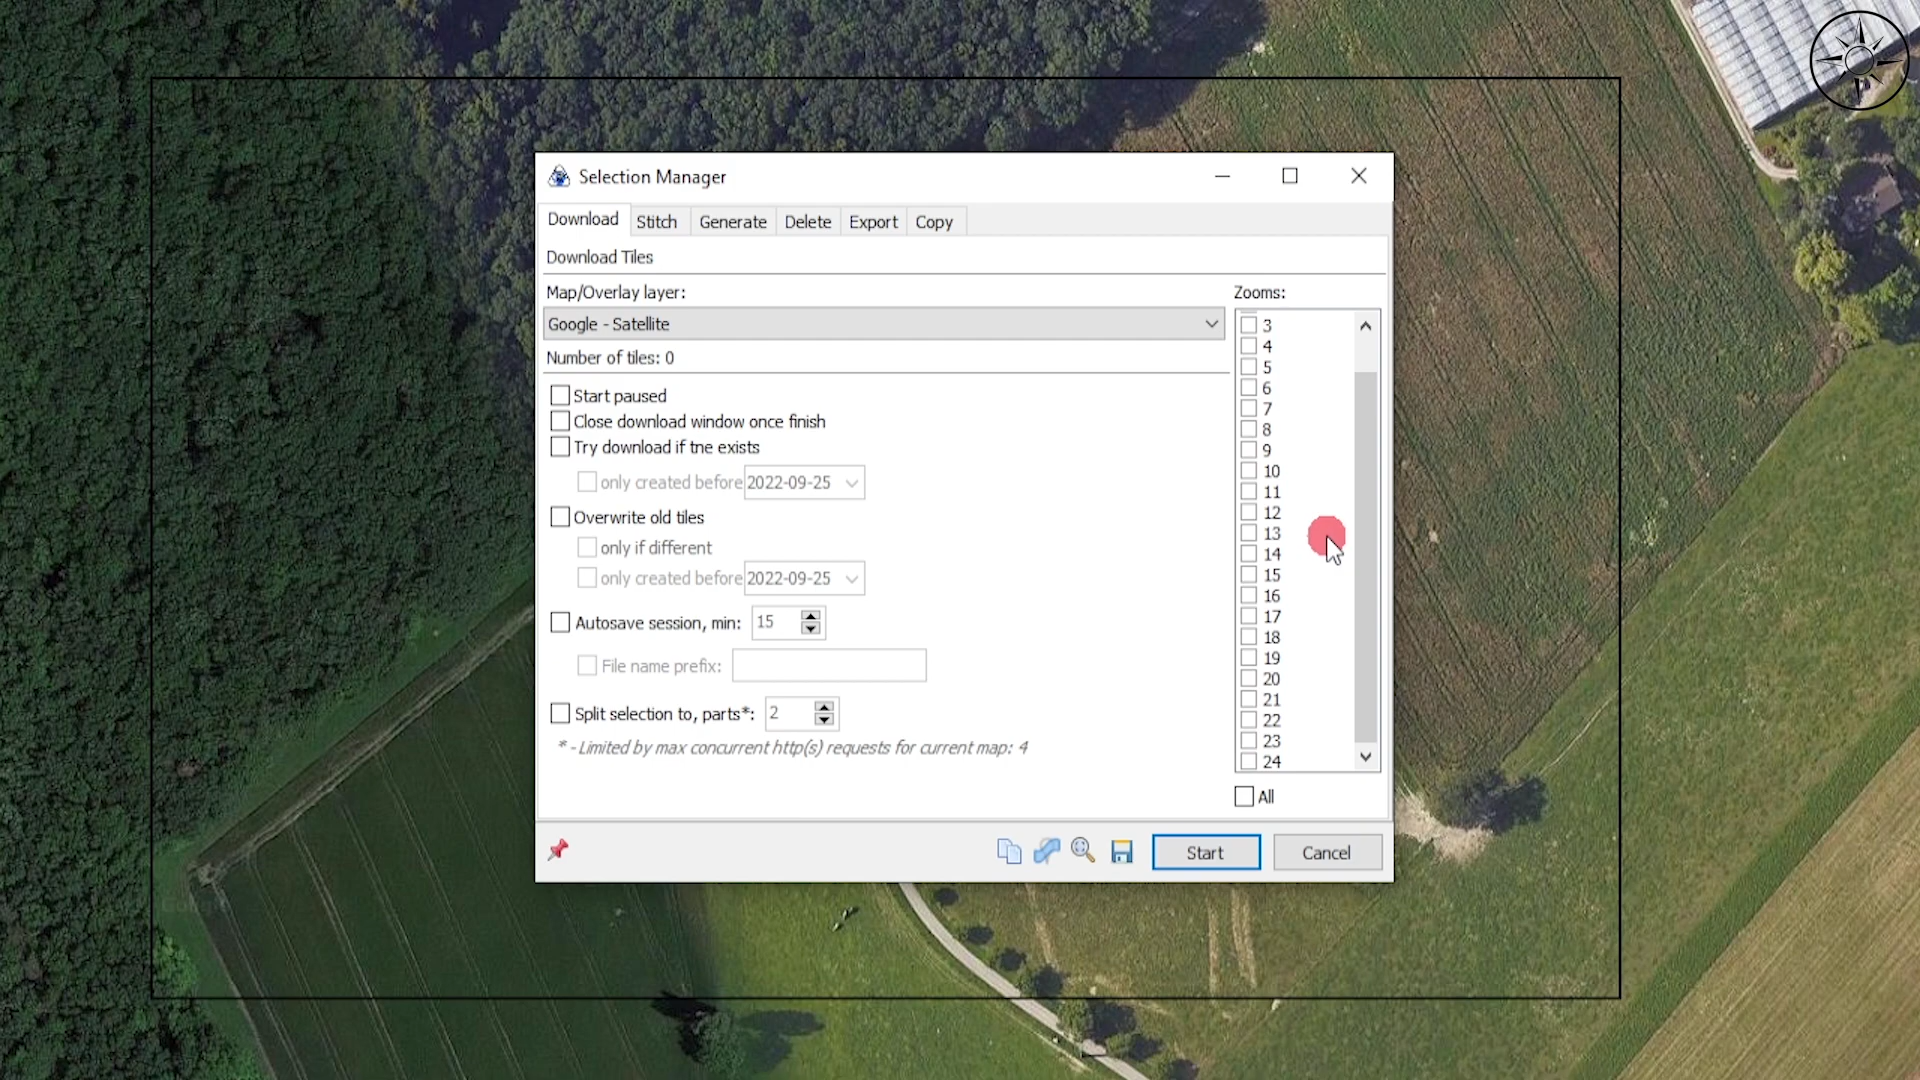 Selection Manager
Download Stitch Generate Delete Export Copy
Download Tiles
Map/Overlay layer:
Google - Satellite
Number of tiles: 0
Start paused
Close download window once finish
Try download if tne exists
only created before 2022-09-25
Overwrite old tiles
only if different
only created before 2022-09-25
Autosave session, min: 15
File name prefix:
Split selection to, parts*: 2
* - Limited by max concurrent http(s) requests for current map: 4
Zooms:
3
4
5
6
7
8
9
10
11
12
13
14
15
16
17
18
19
20
21
22
23
24
All
Start Cancel